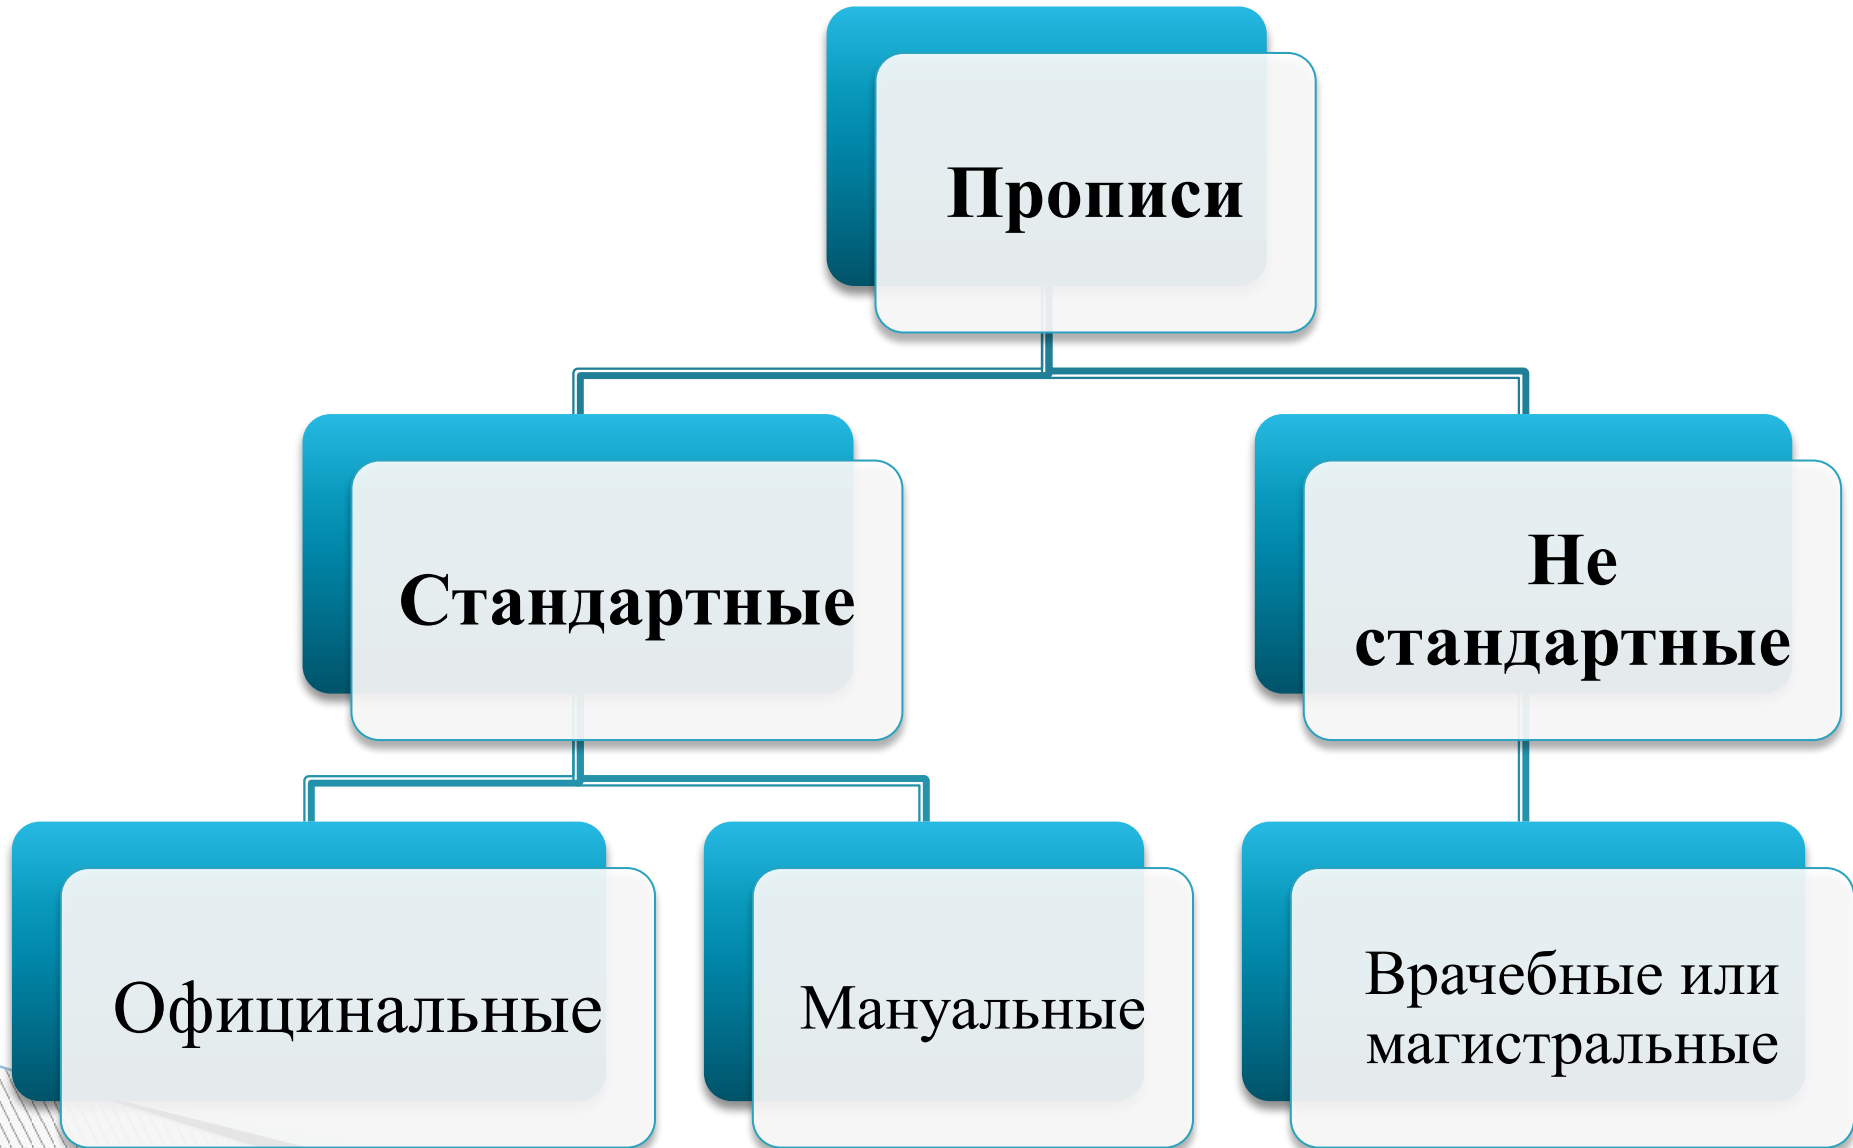 Прописи
Стандартные
Не
стандартные
Официнальные
Мануальные
Врачебные или
магистральные